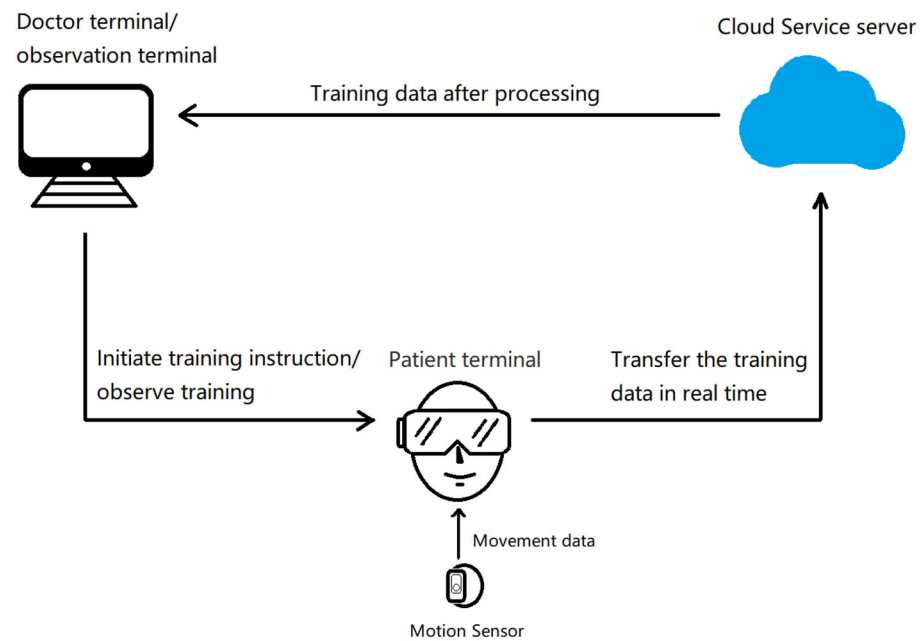 Doctor terminal/
observation terminal
Cloud Service server
Training data after processing
Initiate training instruction/
observe training
Patient terminal
Transfer the training
data in real time
Movement data
Motion Sensor